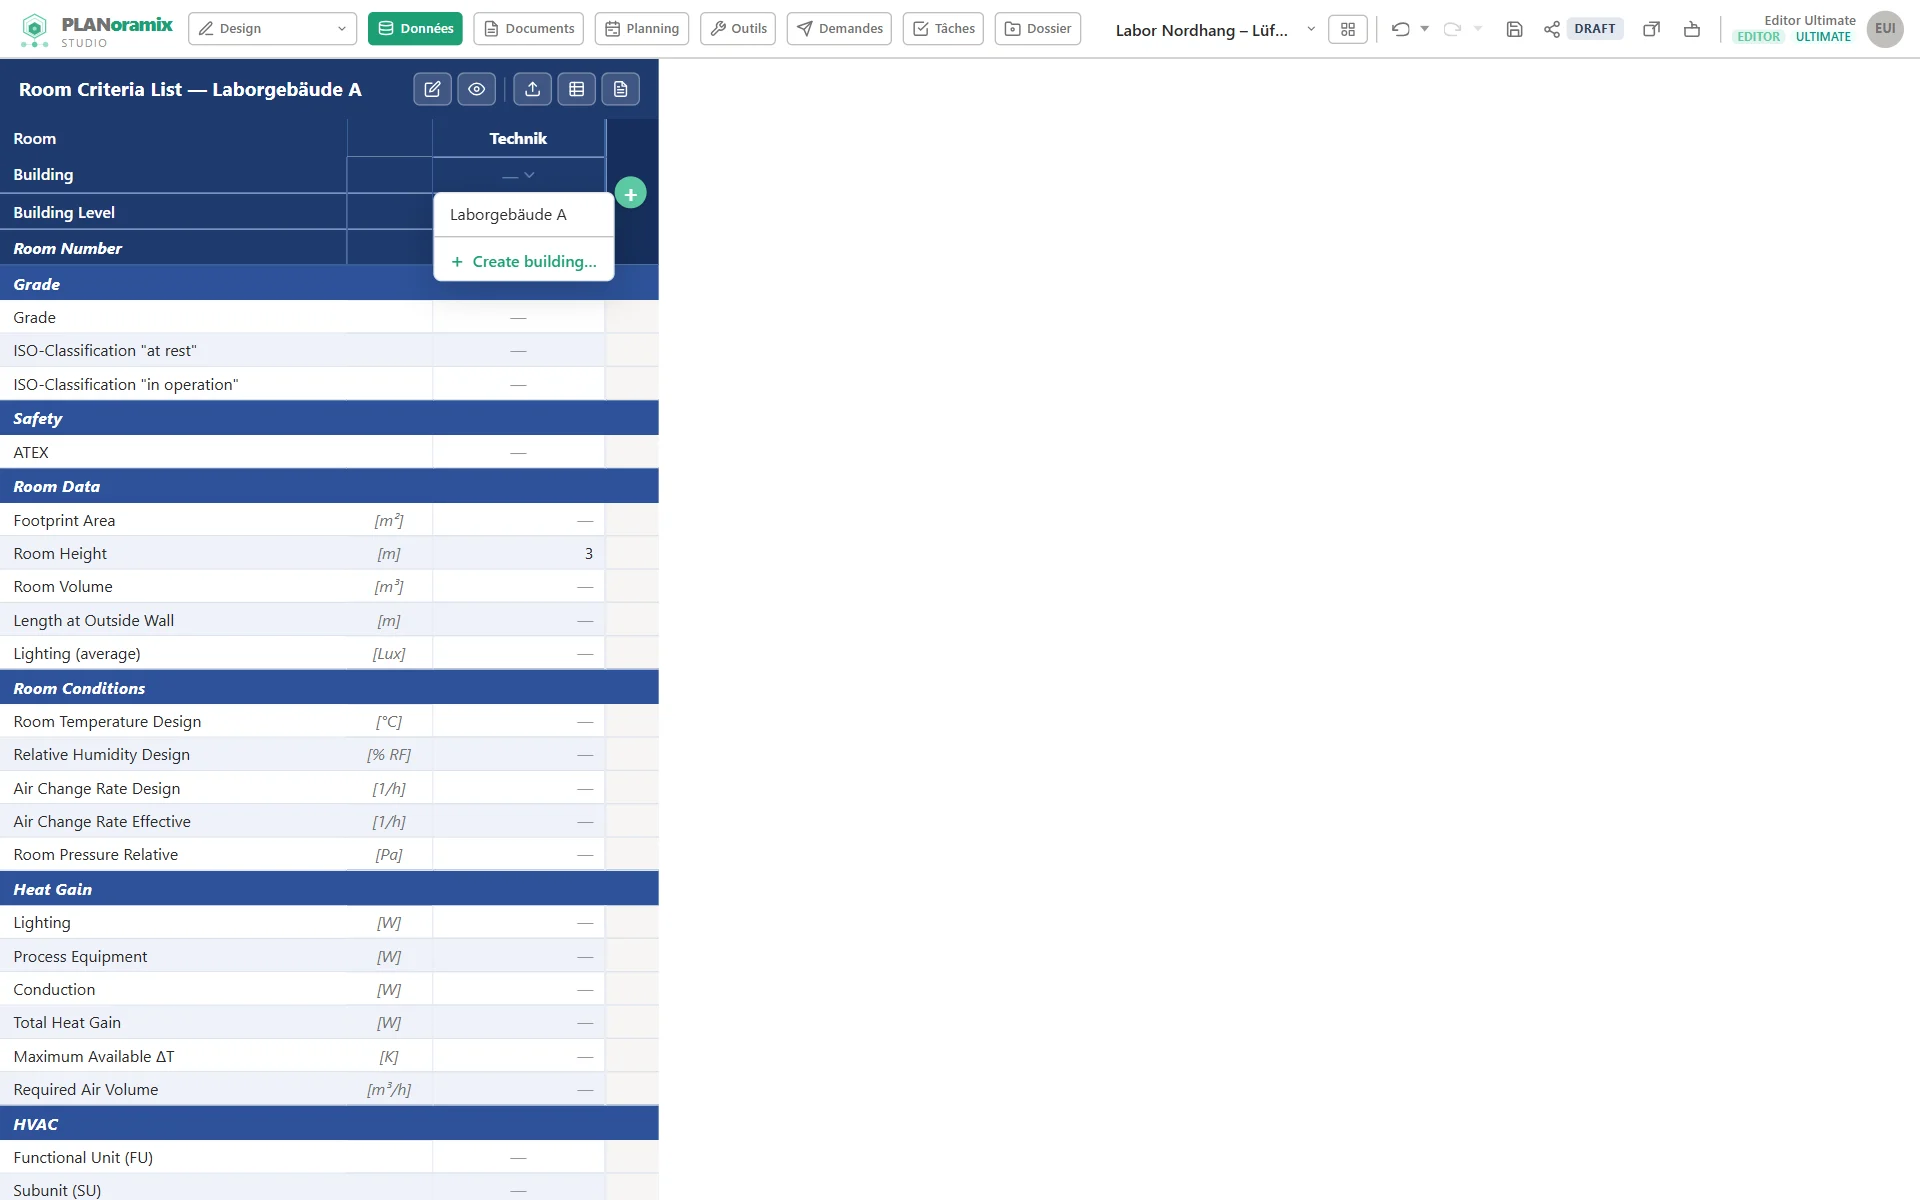 PLANoramix
STUDIO
Design
Données
Documents
Planning
Outils
Demandes
Tâches
Dossier
Labor Nordhang – Lüf...
DRAFT
Editor Ultimate
EDITOR ULTIMATE
EUI
Room Criteria List — Laborgebäude A
Room Technik
Building —
Building Level
Room Number
Laborgebäude A
+ Create building...
+
Grade
Grade —
ISO-Classification "at rest" —
ISO-Classification "in operation" —
Safety
ATEX —
Room Data
Footprint Area [m²] —
Room Height [m] 3
Room Volume [m³] —
Length at Outside Wall [m] —
Lighting (average) [Lux] —
Room Conditions
Room Temperature Design [°C] —
Relative Humidity Design [% RF] —
Air Change Rate Design [1/h] —
Air Change Rate Effective [1/h] —
Room Pressure Relative [Pa] —
Heat Gain
Lighting [W] —
Process Equipment [W] —
Conduction [W] —
Total Heat Gain [W] —
Maximum Available ΔT [K] —
Required Air Volume [m³/h] —
HVAC
Functional Unit (FU) —
Subunit (SU) —